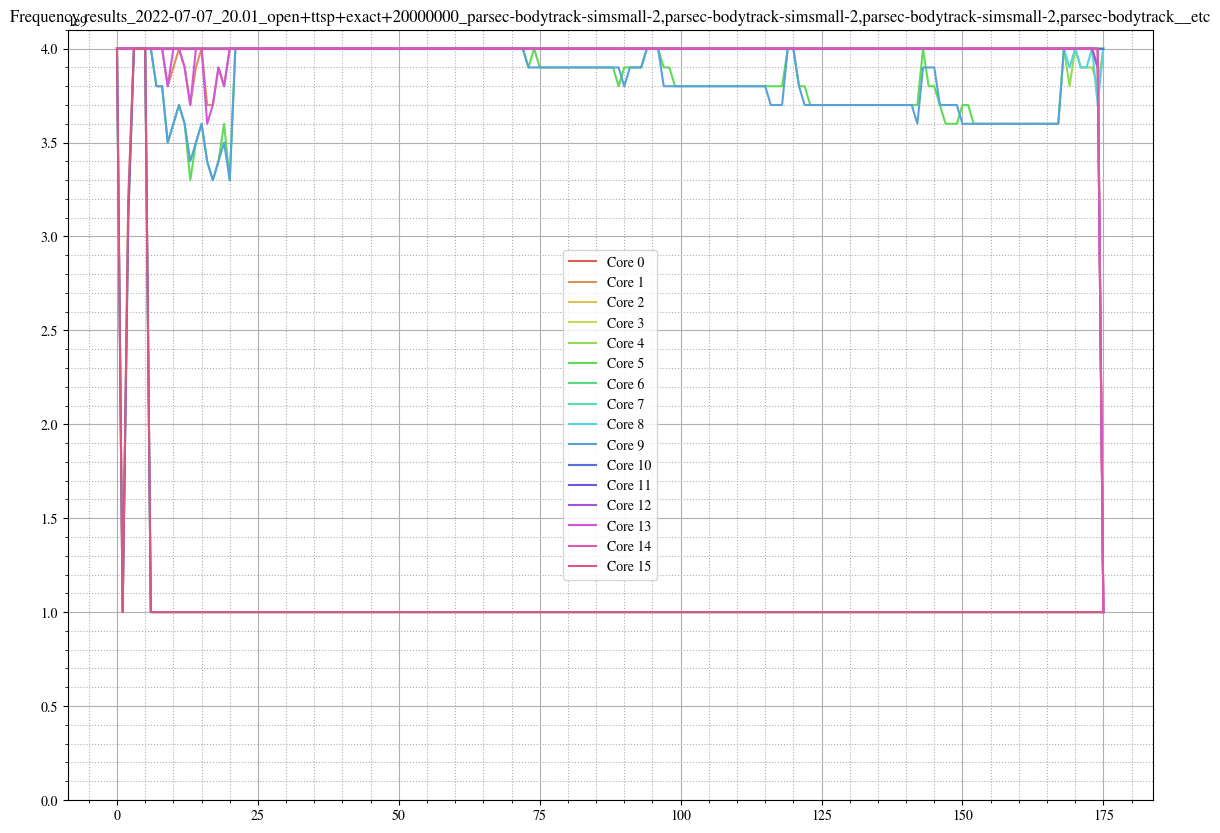 Frequency results_2022-07-07_20.01_open+ttsp+exact+20000000_parsec-bodytrack-simsmall-2,parsec-bodytrack-simsmall-2,parsec-bodytrack-simsmall-2,parsec-bodytrack__etc
1e9
4.0
3.5
3.0
2.5
2.0
1.5
1.0
0.5
0.0
Core 0
Core 1
Core 2
Core 3
Core 4
Core 5
Core 6
Core 7
Core 8
Core 9
Core 10
Core 11
Core 12
Core 13
Core 14
Core 15
0 25 50 75 100 125 150 175